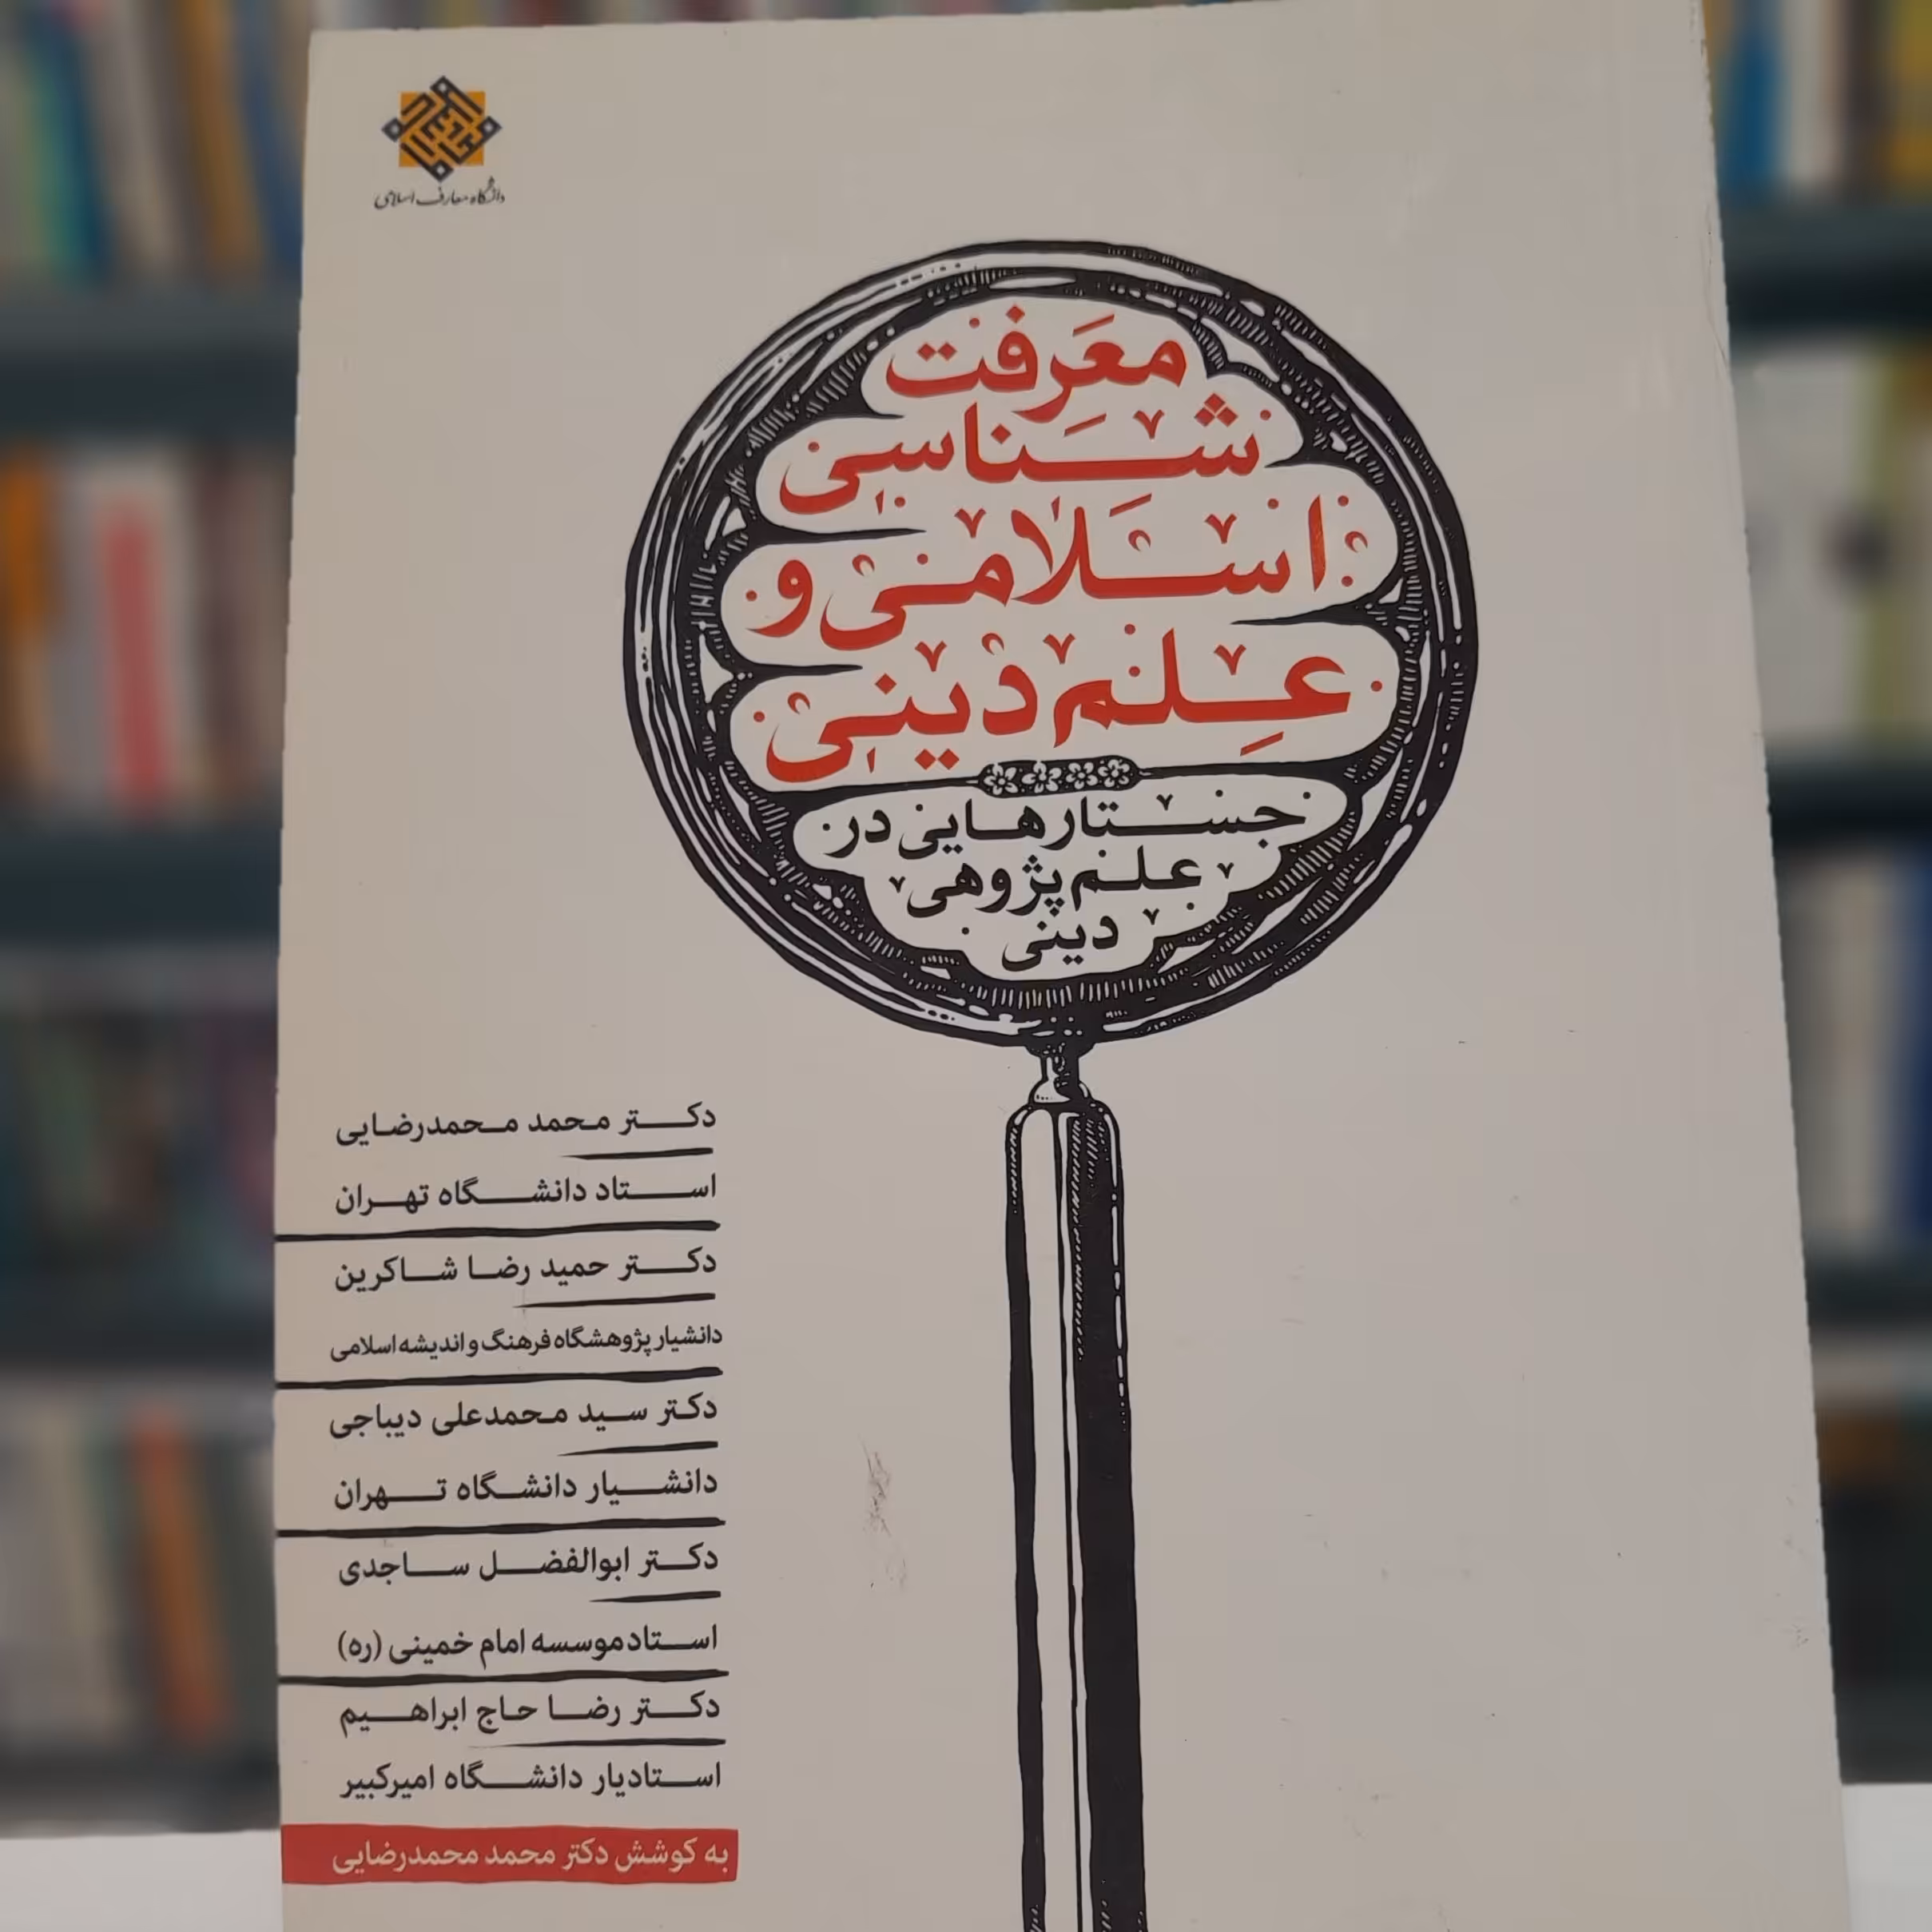 دانشگاه معارف اسلامی
معرفت
شناسی
اسلامی و
علم دینی
جستارهایی در
علم پژوهی
دینی
دکتر محمد محمدرضایی
استاد دانشگاه تهران
دکتر حمید رضا شاکرین
دانشیار پژوهشگاه فرهنگ و اندیشه اسلامی
دکتر سید محمدعلی دیباجی
دانشیار دانشگاه تهران
دکتر ابوالفضل ساجدی
استاد موسسه امام خمینی (ره)
دکتر رضا حاج ابراهیم
استادیار دانشگاه امیرکبیر
به کوشش دکتر محمد محمدرضایی